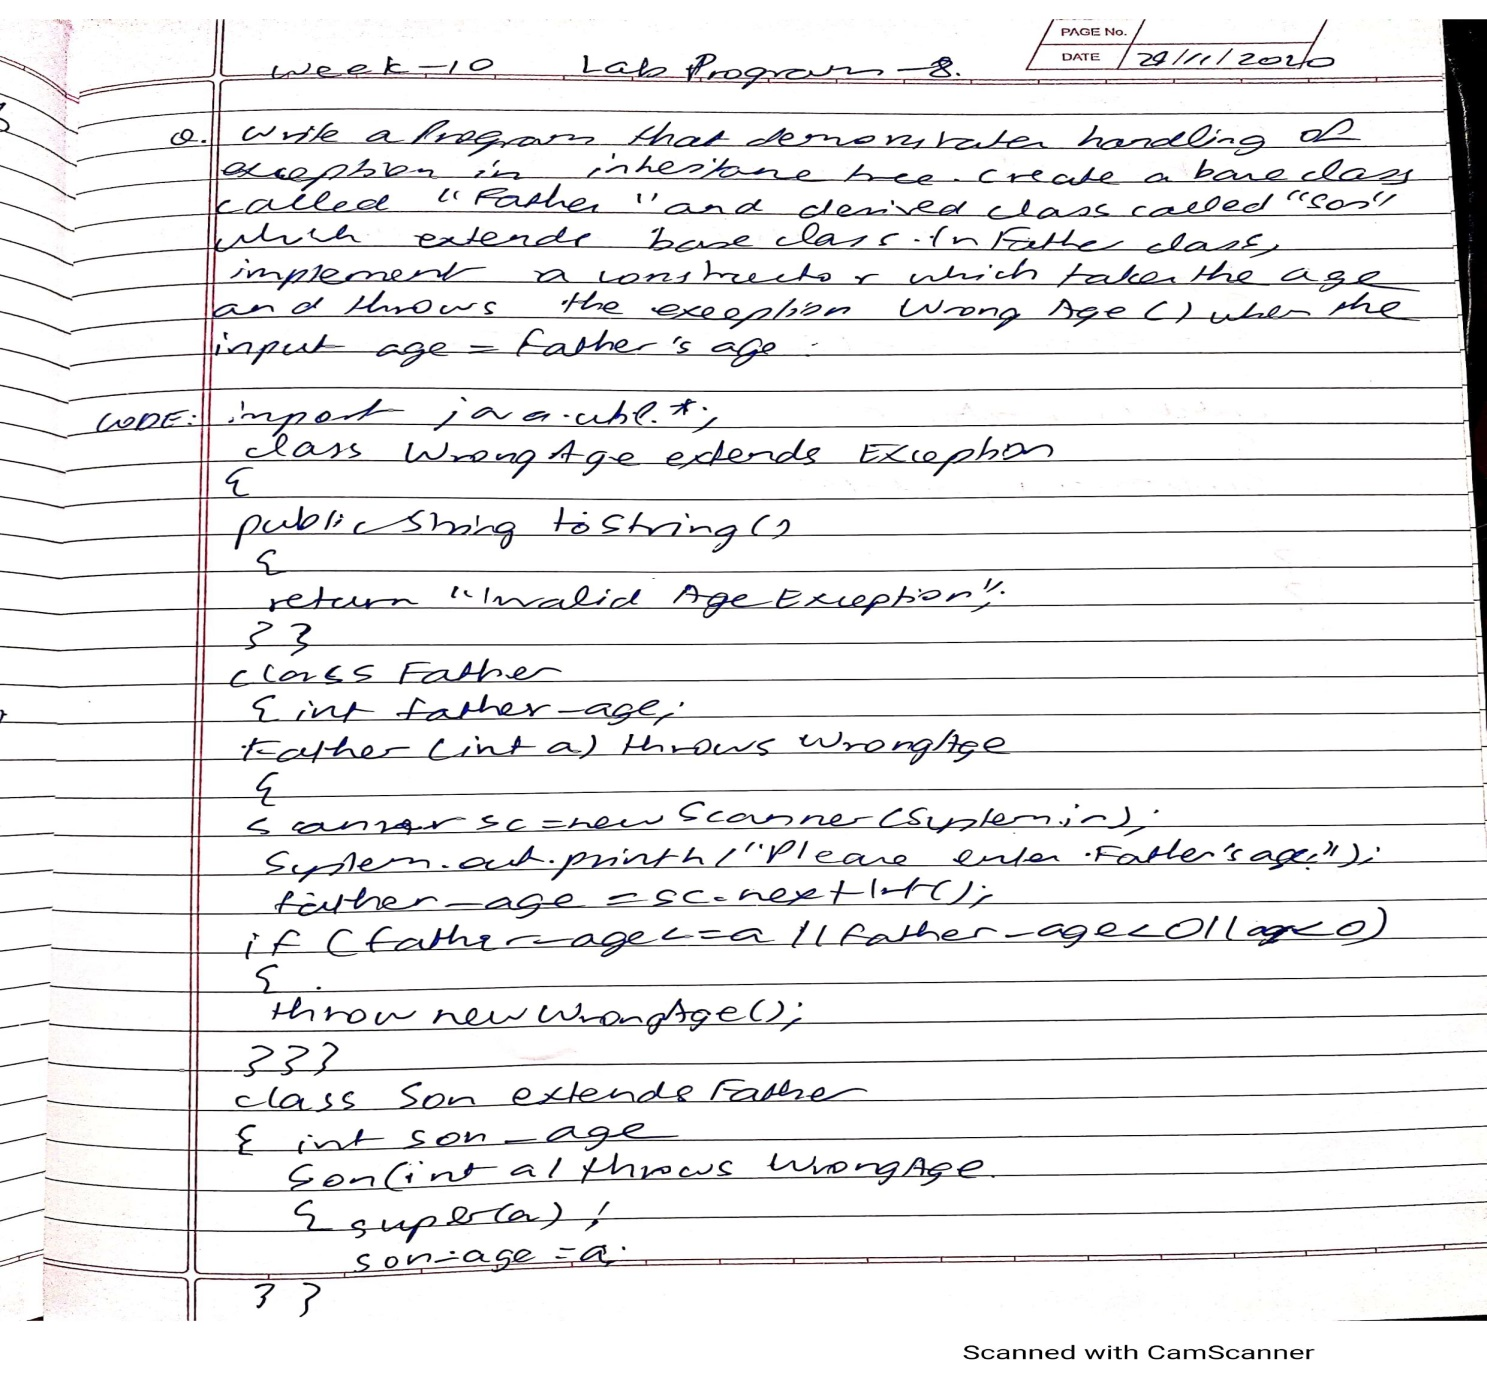 PAGE No.
DATE 29/11/2020
Week-10 Lab Program-8.
Q. Write a Program that demonstrates handling of
exception in inheritane tree. Create a base class
called "Father" and derived class called "Son"
which extends base class. In Father class,
implement a constructor which takes the age
and throws the exception Wrong Age () when the
input age = father's age.
CODE: import java.util.*;
class WrongAge extends Exception
{
public String toString()
{
return "Invalid Age Exception";
}}
class Father
{ int father_age;
Father (int a) throws WrongAge
{
Scanner sc = new Scanner (System.in);
System.out.println("Please enter Father's age:");
father_age = sc.nextInt();
if (father_age <= a || father_age < 0 || age < 0)
{
throw new WrongAge();
}}}
class Son extends Father
{ int son_age
Son(int a) throws WrongAge.
{ super(a);
son_age = a;
}}
Scanned with CamScanner